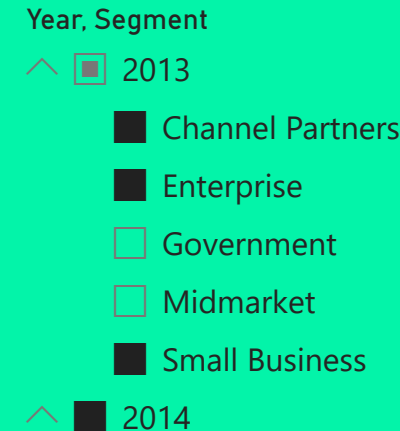 Year, Segment
2013
Channel Partners
Enterprise
Government
Midmarket
Small Business
2014